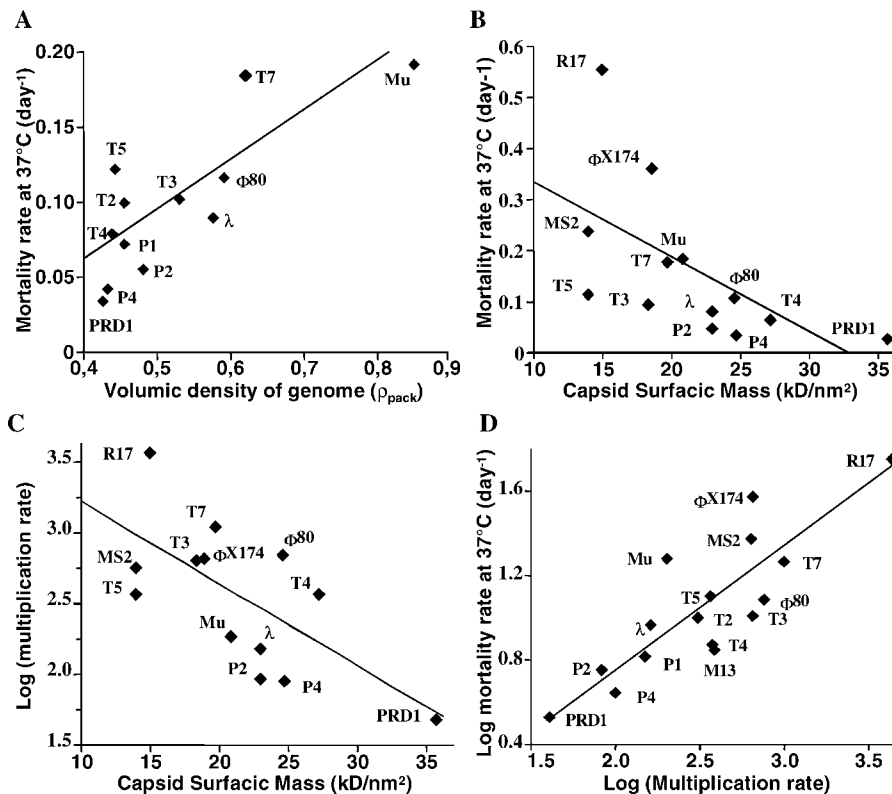 A
Mortality rate at 37°C (day⁻¹)
0.20
0.15
0.10
0.05
0
T7
Mu
T5
T3
Φ80
T2
λ
T4
P1
P2
P4
PRD1
0,4
0,5
0,6
0,7
0,8
0,9
Volumic density of genome (ρpack)
B
Mortality rate at 37°C (day-1)
0.6
0.5
0.4
0.3
0.2
0.1
0
R17
ΦX174
MS2
Mu
T7
Φ80
T5
T3
λ
T4
P2
P4
PRD1
10
15
20
25
30
35
Capsid Surfacic Mass (kD/nm²)
C
Log (multiplication rate)
3.5
3.0
2.5
2.0
1.5
R17
T7
T3
ΦX174
Φ80
MS2
T5
T4
Mu
λ
P2
P4
PRD1
10
15
20
25
30
35
Capsid Surfacic Mass (kD/nm²)
D
Log mortality rate at 37°C (day⁻¹)
1.6
1.2
0.8
0.4
R17
ΦX174
MS2
Mu
T7
T5
Φ80
λ
T2
T3
T4
P2
P1
M13
P4
PRD1
1.5
2.0
2.5
3.0
3.5
Log (Multiplication rate)